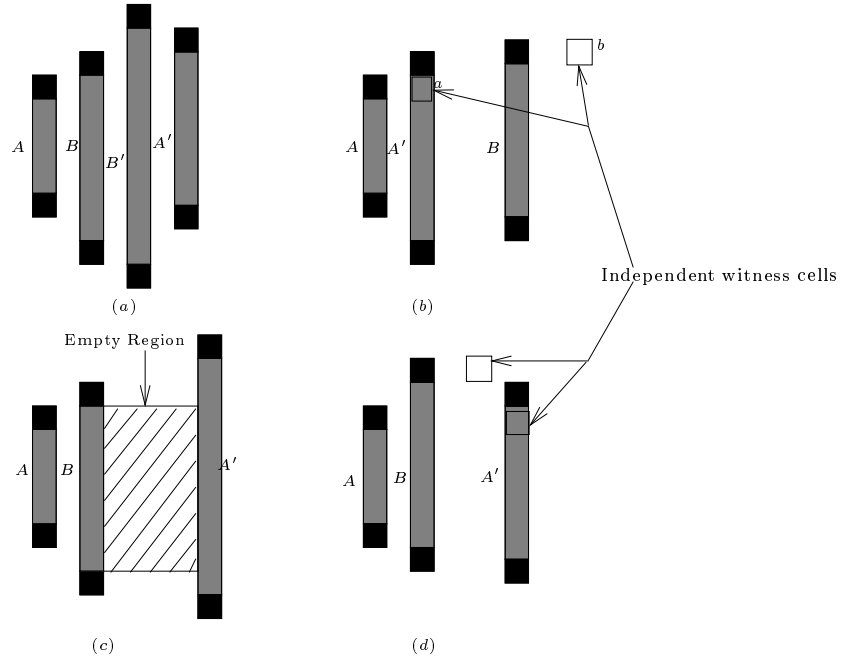 A
B
B′
A′
(a)
A
A′
a
B
b
(b)
Independent witness cells
Empty Region
A
B
A′
(c)
A
B
A′
(d)